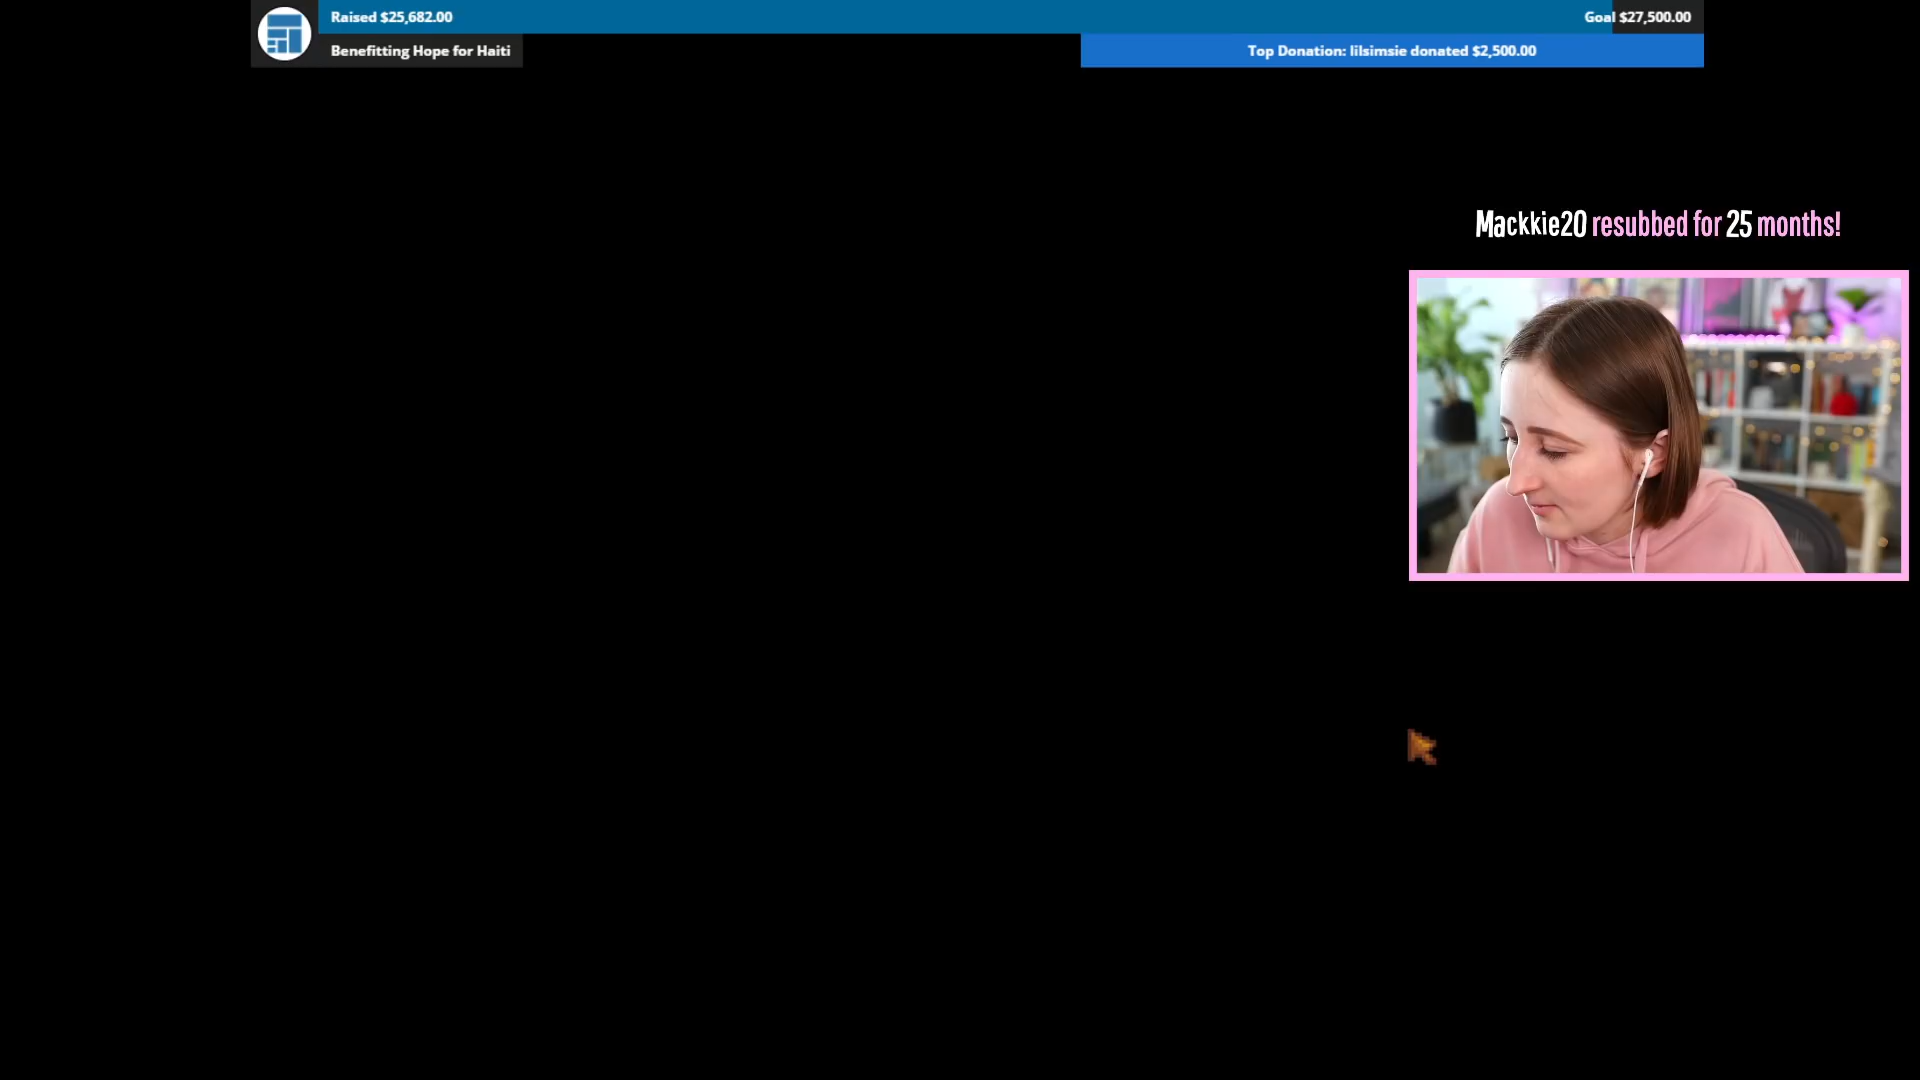 Raised $25,682.00
Goal $27,500.00
Benefitting Hope for Haiti
Top Donation: lilsimsie donated $2,500.00
Mackkie20 resubbed for 25 months!